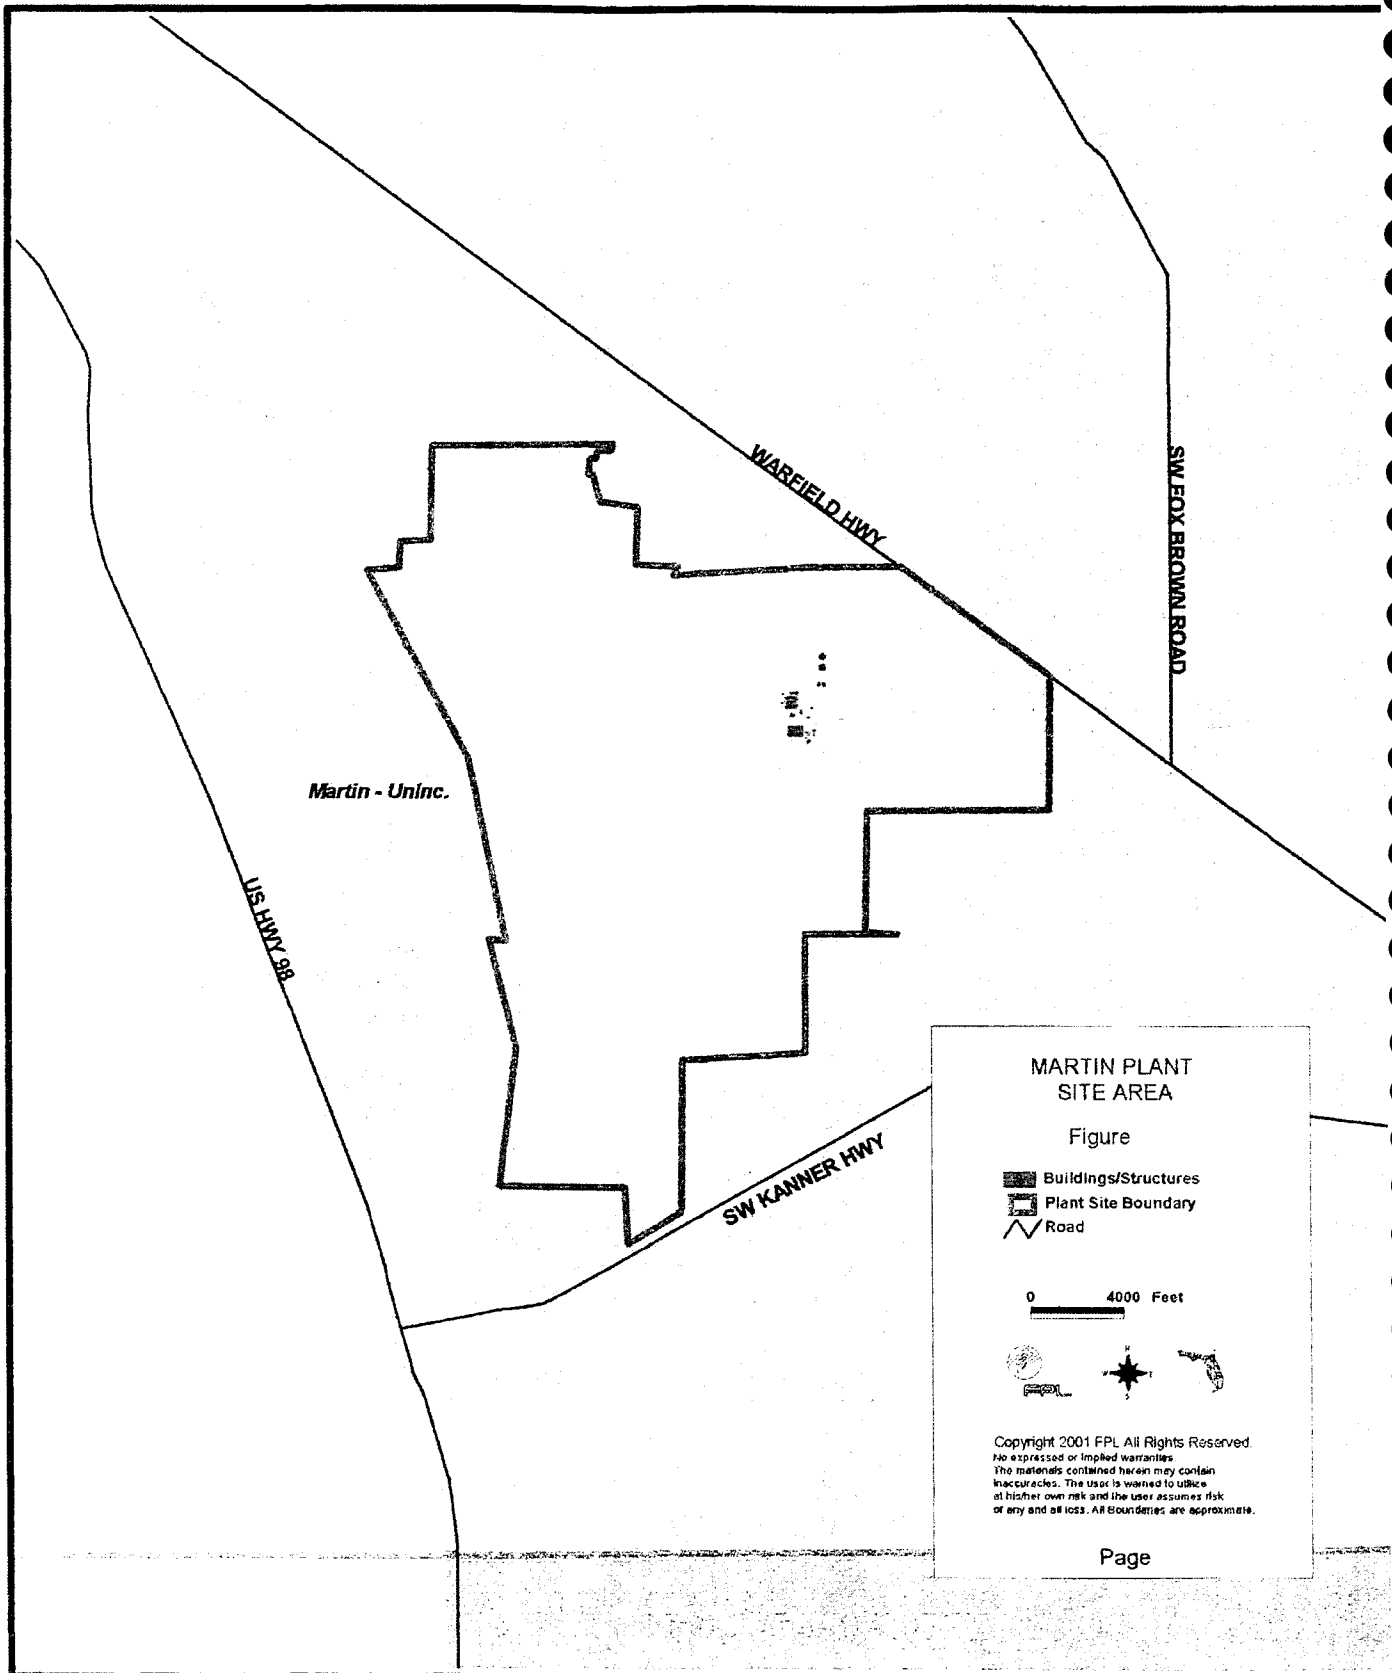 WARFIELD HWY
SW FOX BROWN ROAD
Martin - Uninc.
US HWY 98
SW KANNER HWY
MARTIN PLANT
SITE AREA
Figure
Buildings/Structures
Plant Site Boundary
Road
0 4000 Feet
FPL
N
W E
S
Copyright 2001 FPL All Rights Reserved.
No expressed or implied warranties
The materials contained herein may contain
inaccuracies. The user is warned to utilize
at his/her own risk and the user assumes risk
of any and all loss. All Boundaries are approximate.
Page